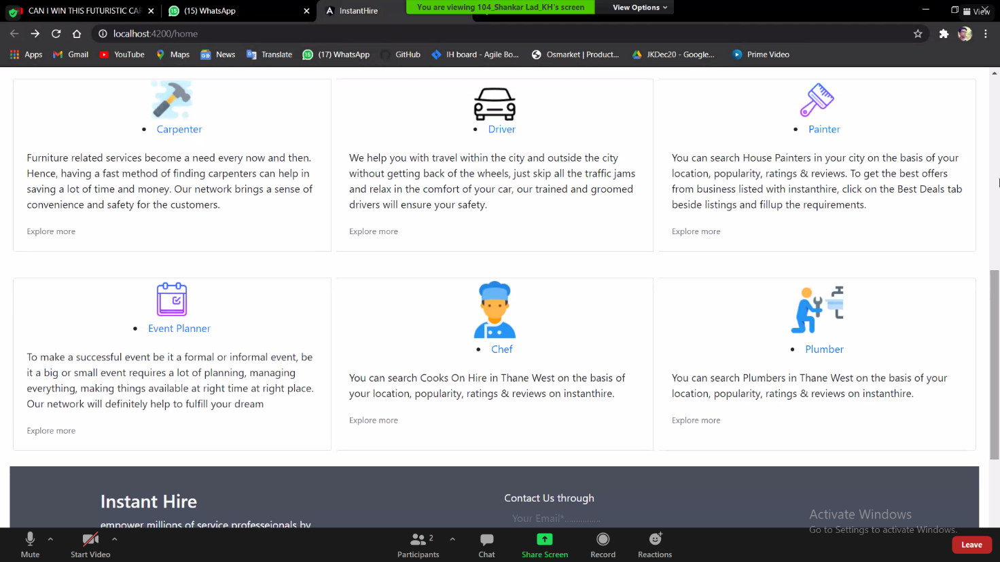 CAN I WIN THIS FUTURISTIC CAR
(15) WhatsApp
InstantHire
You are viewing 104_Shankar Lad_KH's screen
View Options
View
localhost:4200/home
Apps
Gmail
YouTube
Maps
News
Translate
(17) WhatsApp
GitHub
IH board - Agile Bo...
Osmarket | Product...
JKDec20 - Google...
Prime Video
Carpenter
Furniture related services become a need every now and then.
Hence, having a fast method of finding carpenters can help in
saving a lot of time and money. Our network brings a sense of
convenience and safety for the customers.
Explore more
Driver
We help you with travel within the city and outside the city
without getting back of the wheels, just skip all the traffic jams
and relax in the comfort of your car, our trained and groomed
drivers will ensure your safety.
Explore more
Painter
You can search House Painters in your city on the basis of your
location, popularity, ratings & reviews. To get the best offers
from business listed with instanthire, click on the Best Deals tab
beside listings and fillup the requirements.
Explore more
Event Planner
To make a successful event be it a formal or informal event, be
it a big or small event requires a lot of planning, managing
everything, making things available at right time at right place.
Our network will definitely help to fulfill your dream
Explore more
Chef
You can search Cooks On Hire in Thane West on the basis of
your location, popularity, ratings & reviews on instanthire.
Explore more
Plumber
You can search Plumbers in Thane West on the basis of your
location, popularity, ratings & reviews on instanthire.
Explore more
Instant Hire
empower millions of service professionals by
Contact Us through
Your Email*..............
Activate Windows
Go to Settings to activate Windows.
Mute
Start Video
2
Participants
Chat
Share Screen
Record
Reactions
Leave